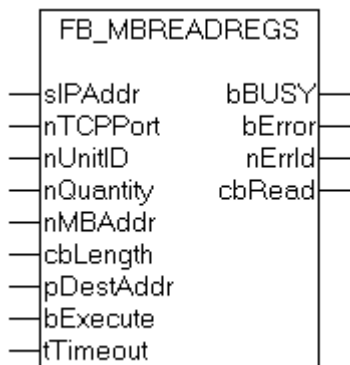 FB_MBREADREGS
sIPAddr bBUSY
nTCPPort bError
nUnitID nErrId
nQuantity cbRead
nMBAddr
cbLength
pDestAddr
bExecute
tTimeout